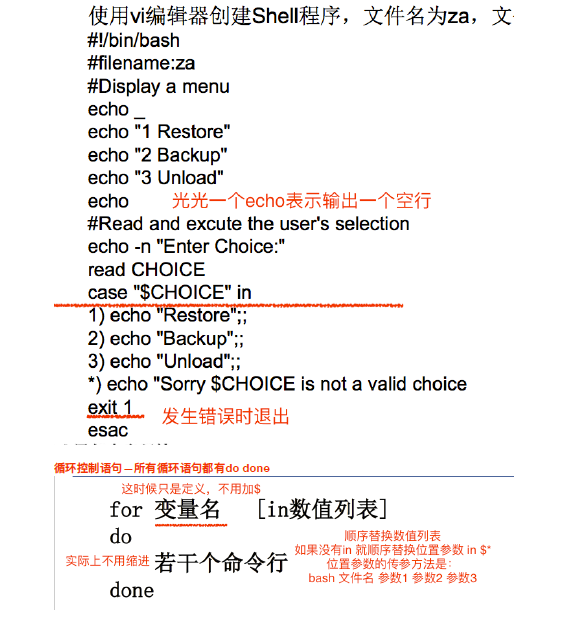 使用vi编辑器创建Shell程序，文件名为za，文
#!/bin/bash
#filename:za
#Display a menu
echo _
echo "1 Restore"
echo "2 Backup"
echo "3 Unload"
echo 光光一个echo表示输出一个空行
#Read and excute the user's selection
echo -n "Enter Choice:"
read CHOICE
case "$CHOICE" in
1) echo "Restore";;
2) echo "Backup";;
3) echo "Unload";;
*) echo "Sorry $CHOICE is not a valid choice
exit 1 发生错误时退出
esac
循环控制语句—所有循环语句都有do done
这时候只是定义，不用加$
for 变量名 [in数值列表]
do
顺序替换数值列表
如果没有in 就顺序替换位置参数 in $*
实际上不用缩进 若干个命令行
位置参数的传参方法是：
bash 文件名 参数1 参数2 参数3
done